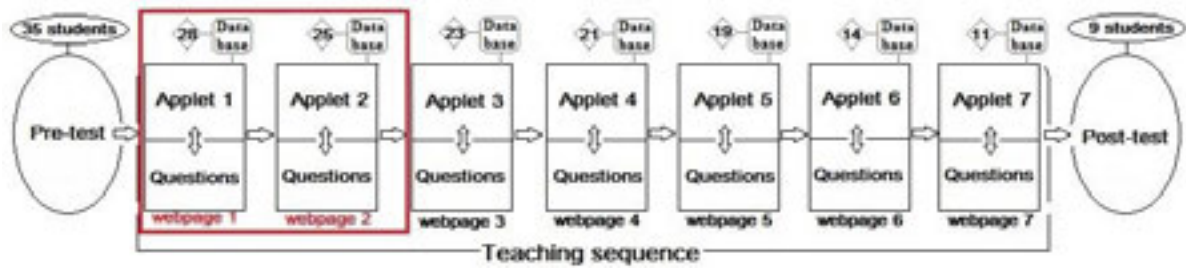 35 students
28
Data
base
25
Data
base
23
Data
base
21
Data
base
19
Data
base
14
Data
base
11
Data
base
9 students
Pre-test
Applet 1
Applet 2
Applet 3
Applet 4
Applet 5
Applet 6
Applet 7
Post-test
Questions
Questions
Questions
Questions
Questions
Questions
Questions
webpage 1
webpage 2
webpage 3
webpage 4
webpage 5
webpage 6
webpage 7
Teaching sequence